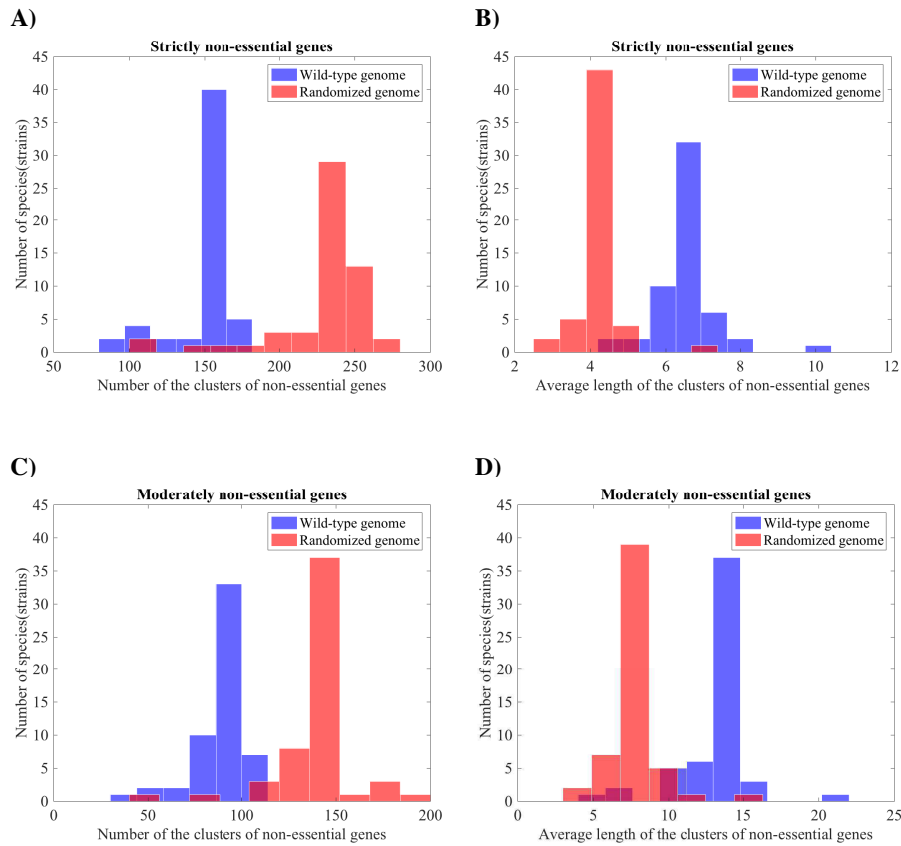 A)
Strictly non-essential genes
Wild-type genome
Randomized genome
Number of species(strains)
45
40
35
30
25
20
15
10
5
0
50 100 150 200 250 300
Number of the clusters of non-essential genes
B)
Strictly non-essential genes
Wild-type genome
Randomized genome
Number of species(strains)
45
40
35
30
25
20
15
10
5
0
2 4 6 8 10 12
Average length of the clusters of non-essential genes
C)
Moderately non-essential genes
Wild-type genome
Randomized genome
Number of species(strains)
45
40
35
30
25
20
15
10
5
0
0 50 100 150 200
Number of the clusters of non-essential genes
D)
Moderately non-essential genes
Wild-type genome
Randomized genome
Number of species(strains)
45
40
35
30
25
20
15
10
5
0
0 5 10 15 20 25
Average length of the clusters of non-essential genes